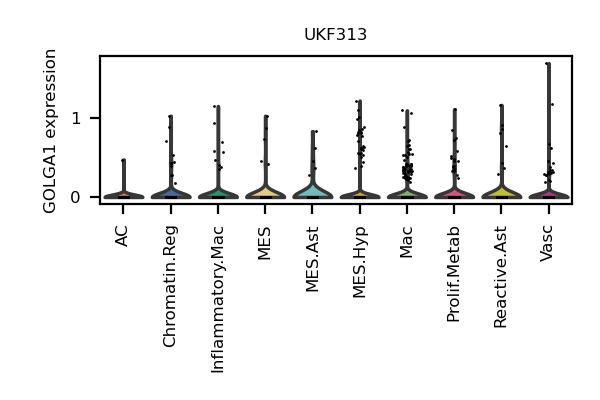 UKF313
GOLGA1 expression
1
0
AC
Chromatin.Reg
Inflammatory.Mac
MES
MES.Ast
MES.Hyp
Mac
Prolif.Metab
Reactive.Ast
Vasc